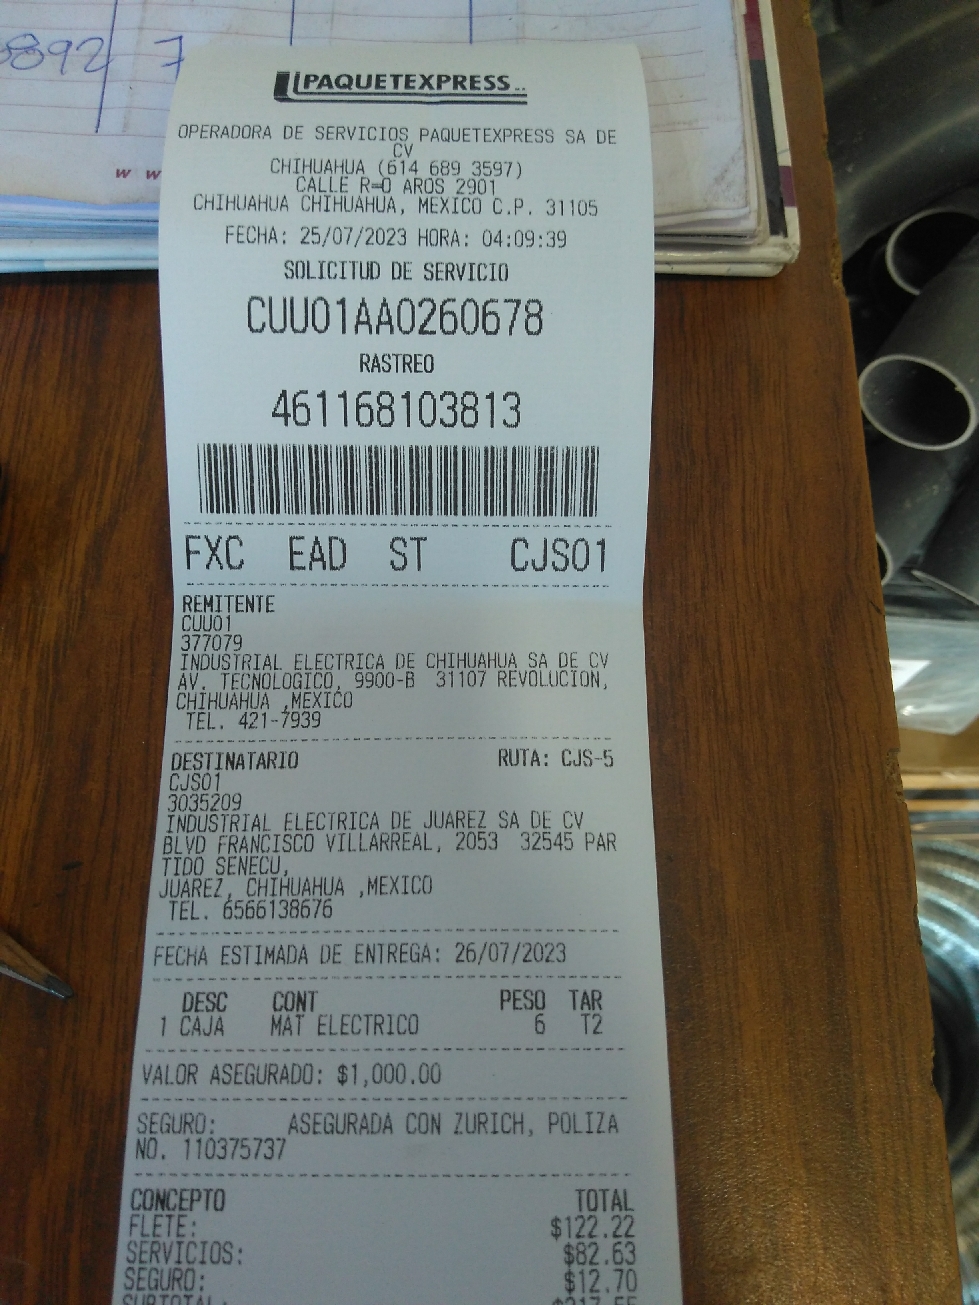 8892 7
w w
PAQUETEXPRESS
OPERADORA DE SERVICIOS PAQUETEXPRESS SA DE
CV
CHIHUAHUA (614 689 3597)
CALLE R=O AROS 2901
CHIHUAHUA CHIHUAHUA, MEXICO C.P. 31105
FECHA: 25/07/2023 HORA: 04:09:39
SOLICITUD DE SERVICIO
CUU01AA0260678
RASTREO
461168103813
FXC EAD ST CJS01
REMITENTE
CUU01
377079
INDUSTRIAL ELECTRICA DE CHIHUAHUA SA DE CV
AV. TECNOLOGICO, 9900-B 31107 REVOLUCION,
CHIHUAHUA ,MEXICO
TEL. 421-7939
DESTINATARIO RUTA: CJS-5
CJS01
3035209
INDUSTRIAL ELECTRICA DE JUAREZ SA DE CV
BLVD FRANCISCO VILLARREAL, 2053 32545 PAR
TIDO SENECU,
JUAREZ, CHIHUAHUA ,MEXICO
TEL. 6566138676
FECHA ESTIMADA DE ENTREGA: 26/07/2023
DESC CONT PESO TAR
1 CAJA MAT ELECTRICO 6 T2
VALOR ASEGURADO: $1,000.00
SEGURO: ASEGURADA CON ZURICH, POLIZA
NO. 110375737
CONCEPTO TOTAL
FLETE: $122.22
SERVICIOS: $82.63
SEGURO: $12.70
SUBTOTAL: $217.55